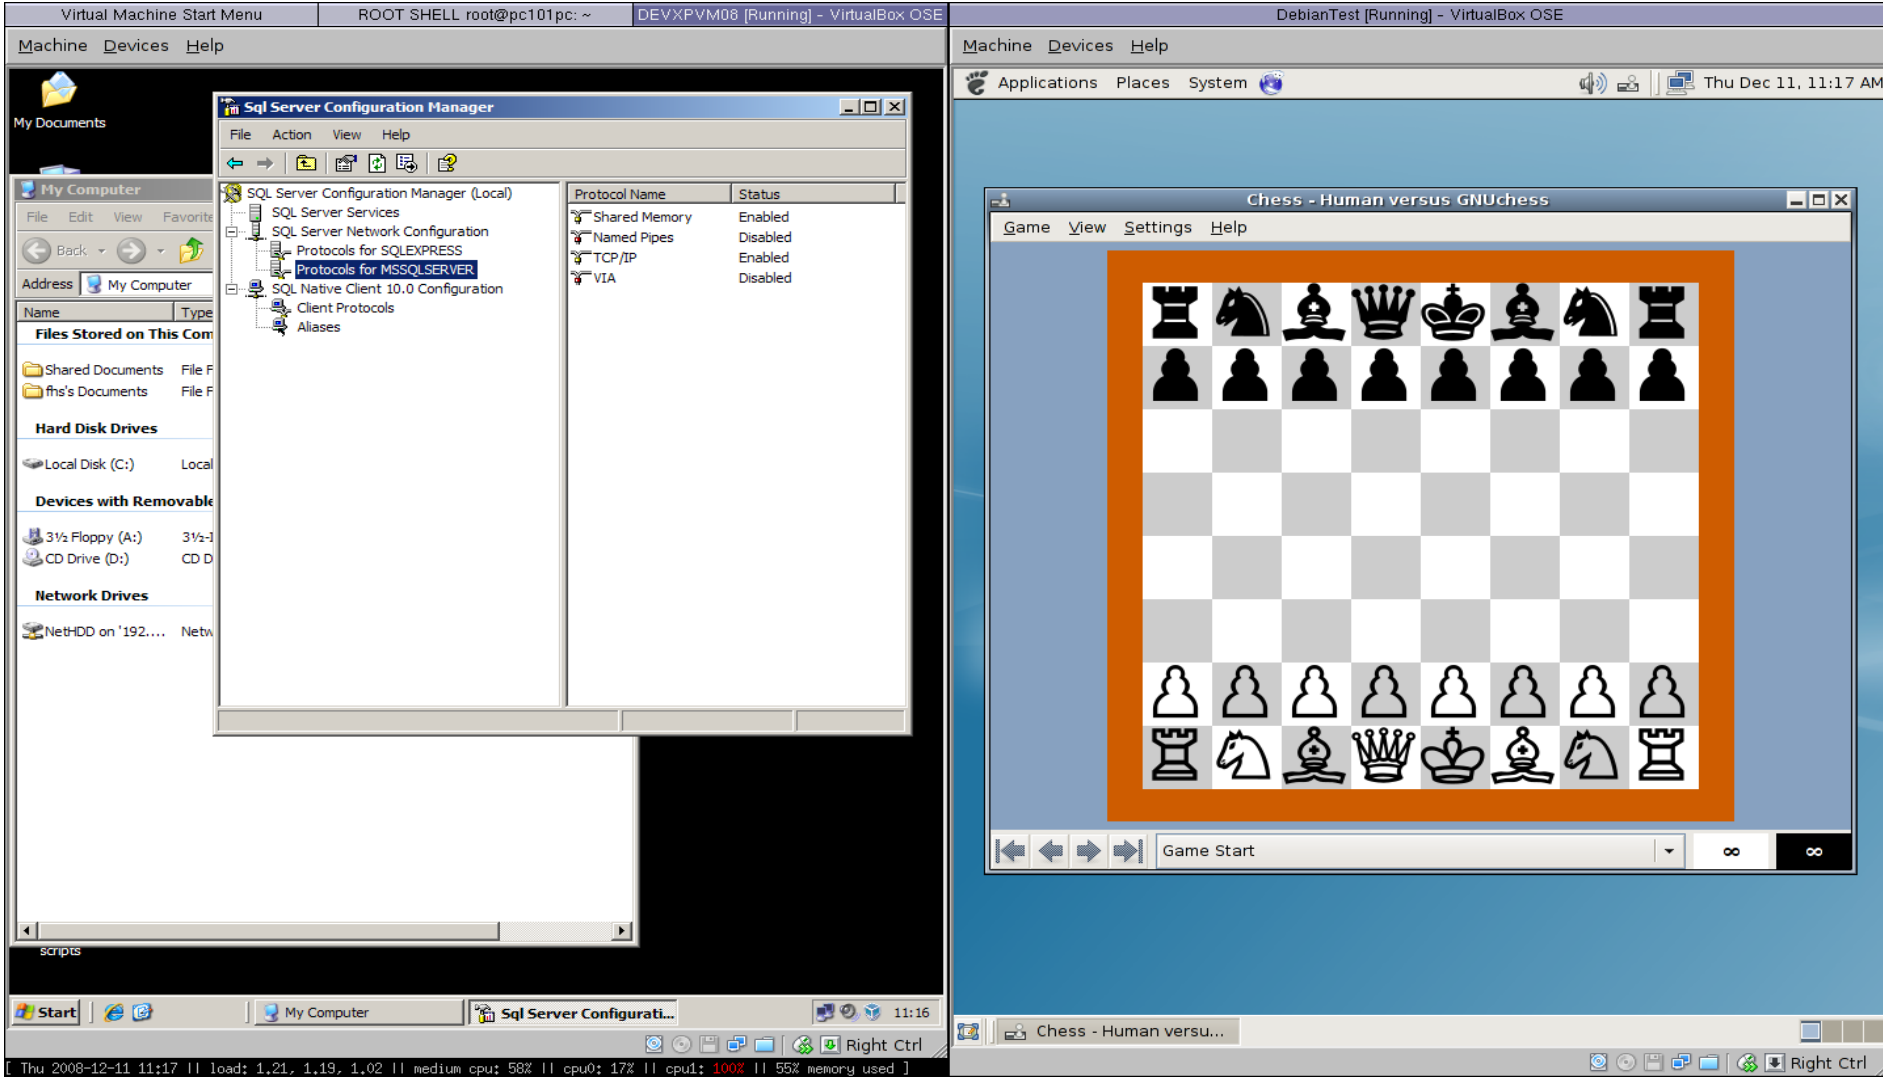 Virtual Machine Start Menu
ROOT SHELL root@pc101pc: ~
DEVXPVM08 [Running] - VirtualBox OSE
Machine Devices Help
My Documents
Sql Server Configuration Manager
File Action View Help
SQL Server Configuration Manager (Local)
SQL Server Services
SQL Server Network Configuration
Protocols for SQLEXPRESS
Protocols for MSSQLSERVER
SQL Native Client 10.0 Configuration
Client Protocols
Aliases
Protocol Name Status
Shared Memory Enabled
Named Pipes Disabled
TCP/IP Enabled
VIA Disabled
My Computer
File Edit View Favorite
Back
Address My Computer
Name Type
Files Stored on This Com
Shared Documents File F
fhs's Documents File F
Hard Disk Drives
Local Disk (C:) Local
Devices with Removable
3½ Floppy (A:) 3½-I
CD Drive (D:) CD D
Network Drives
NetHDD on '192.... Netw
scripts
Start
My Computer
Sql Server Configurati...
11:16
Right Ctrl
[ Thu 2008-12-11 11:17 || load: 1.21, 1.19, 1.02 || medium cpu: 58% || cpu0: 17% || cpu1: 100% || 55% memory used ]
DebianTest [Running] - VirtualBox OSE
Machine Devices Help
Applications Places System
Thu Dec 11, 11:17 AM
Chess - Human versus GNUchess
Game View Settings Help
Game Start
∞ ∞
Chess - Human versu...
Right Ctrl